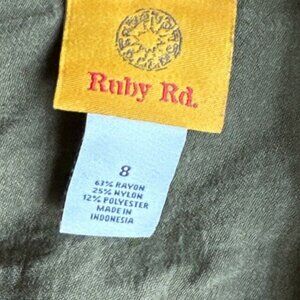 Ruby Rd.
8
63% RAYON
25% NYLON
12% POLYESTER
MADE IN
INDONESIA